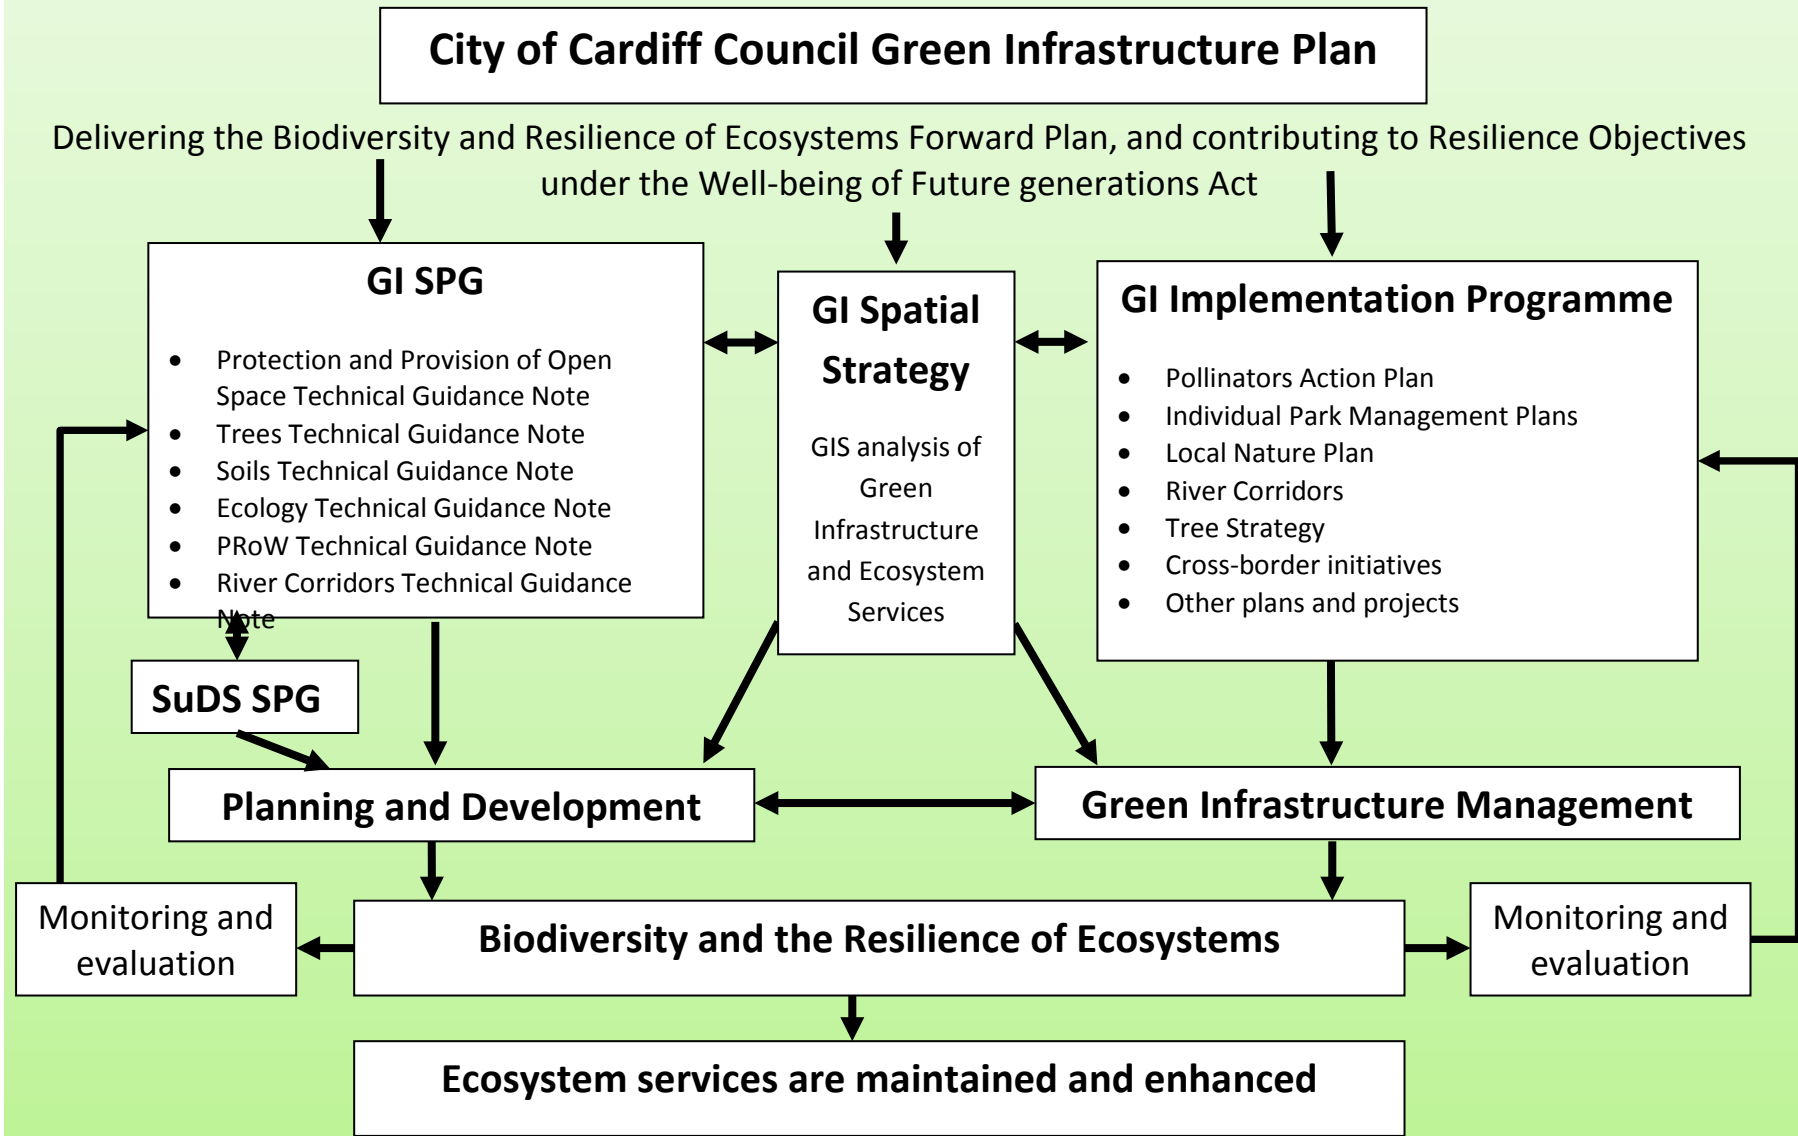 City of Cardiff Council Green Infrastructure Plan
Delivering the Biodiversity and Resilience of Ecosystems Forward Plan, and contributing to Resilience Objectives
under the Well-being of Future generations Act
GI SPG
• Protection and Provision of Open
Space Technical Guidance Note
• Trees Technical Guidance Note
• Soils Technical Guidance Note
• Ecology Technical Guidance Note
• PRoW Technical Guidance Note
• River Corridors Technical Guidance
Note
GI Spatial
Strategy
GIS analysis of
Green
Infrastructure
and Ecosystem
Services
GI Implementation Programme
• Pollinators Action Plan
• Individual Park Management Plans
• Local Nature Plan
• River Corridors
• Tree Strategy
• Cross-border initiatives
• Other plans and projects
SuDS SPG
Planning and Development
Green Infrastructure Management
Monitoring and
evaluation
Biodiversity and the Resilience of Ecosystems
Monitoring and
evaluation
Ecosystem services are maintained and enhanced